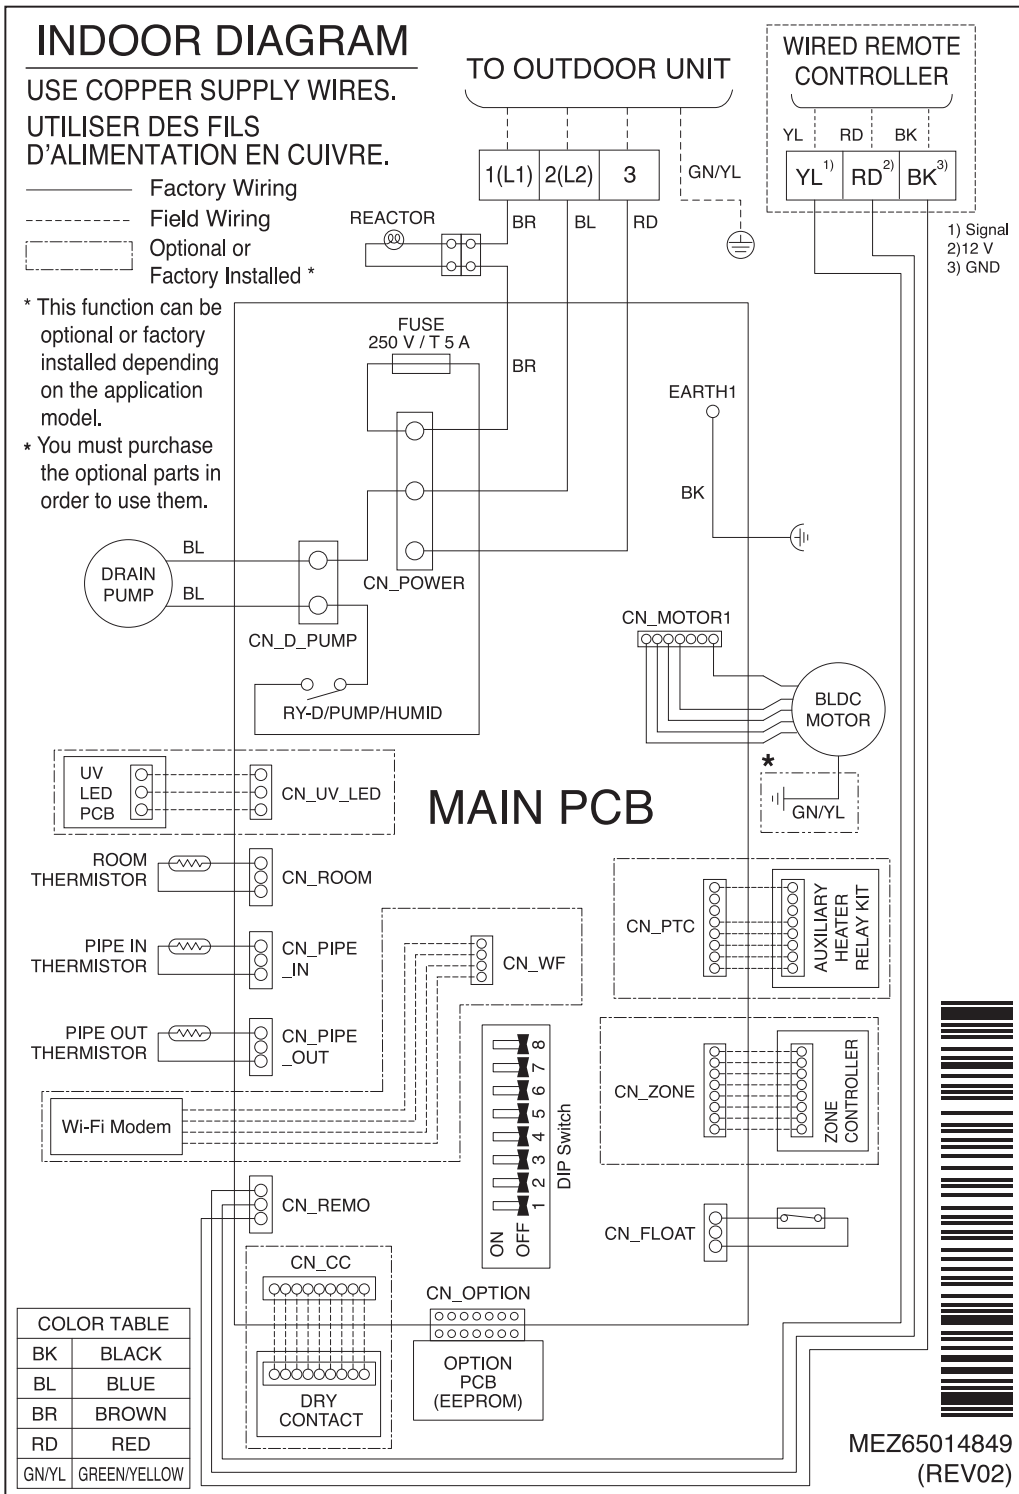 INDOOR DIAGRAM
USE COPPER SUPPLY WIRES.
UTILISER DES FILS
D'ALIMENTATION EN CUIVRE.
Factory Wiring
Field Wiring
Optional or
Factory Installed *
* This function can be
optional or factory
installed depending
on the application
model.
* You must purchase
the optional parts in
order to use them.
TO OUTDOOR UNIT
1(L1) 2(L2) 3
GN/YL
BR BL RD
REACTOR
WIRED REMOTE
CONTROLLER
YL RD BK
YL1) RD2) BK3)
1) Signal
2)12 V
3) GND
FUSE
250 V / T 5 A
BR
EARTH1
BK
DRAIN
PUMP
BL
BL
CN_POWER
CN_D_PUMP
RY-D/PUMP/HUMID
CN_MOTOR1
BLDC
MOTOR
*
GN/YL
UV
LED
PCB
CN_UV_LED
MAIN PCB
ROOM
THERMISTOR
CN_ROOM
PIPE IN
THERMISTOR
CN_PIPE
_IN
PIPE OUT
THERMISTOR
CN_PIPE
_OUT
CN_WF
Wi-Fi Modem
CN_PTC
AUXILIARY
HEATER
RELAY KIT
CN_ZONE
ZONE
CONTROLLER
1 2 3 4 5 6 7 8
ON
OFF
DIP Switch
CN_REMO
CN_FLOAT
CN_CC
DRY
CONTACT
CN_OPTION
OPTION
PCB
(EEPROM)
COLOR TABLE
BK BLACK
BL BLUE
BR BROWN
RD RED
GN/YL GREEN/YELLOW
MEZ65014849
(REV02)